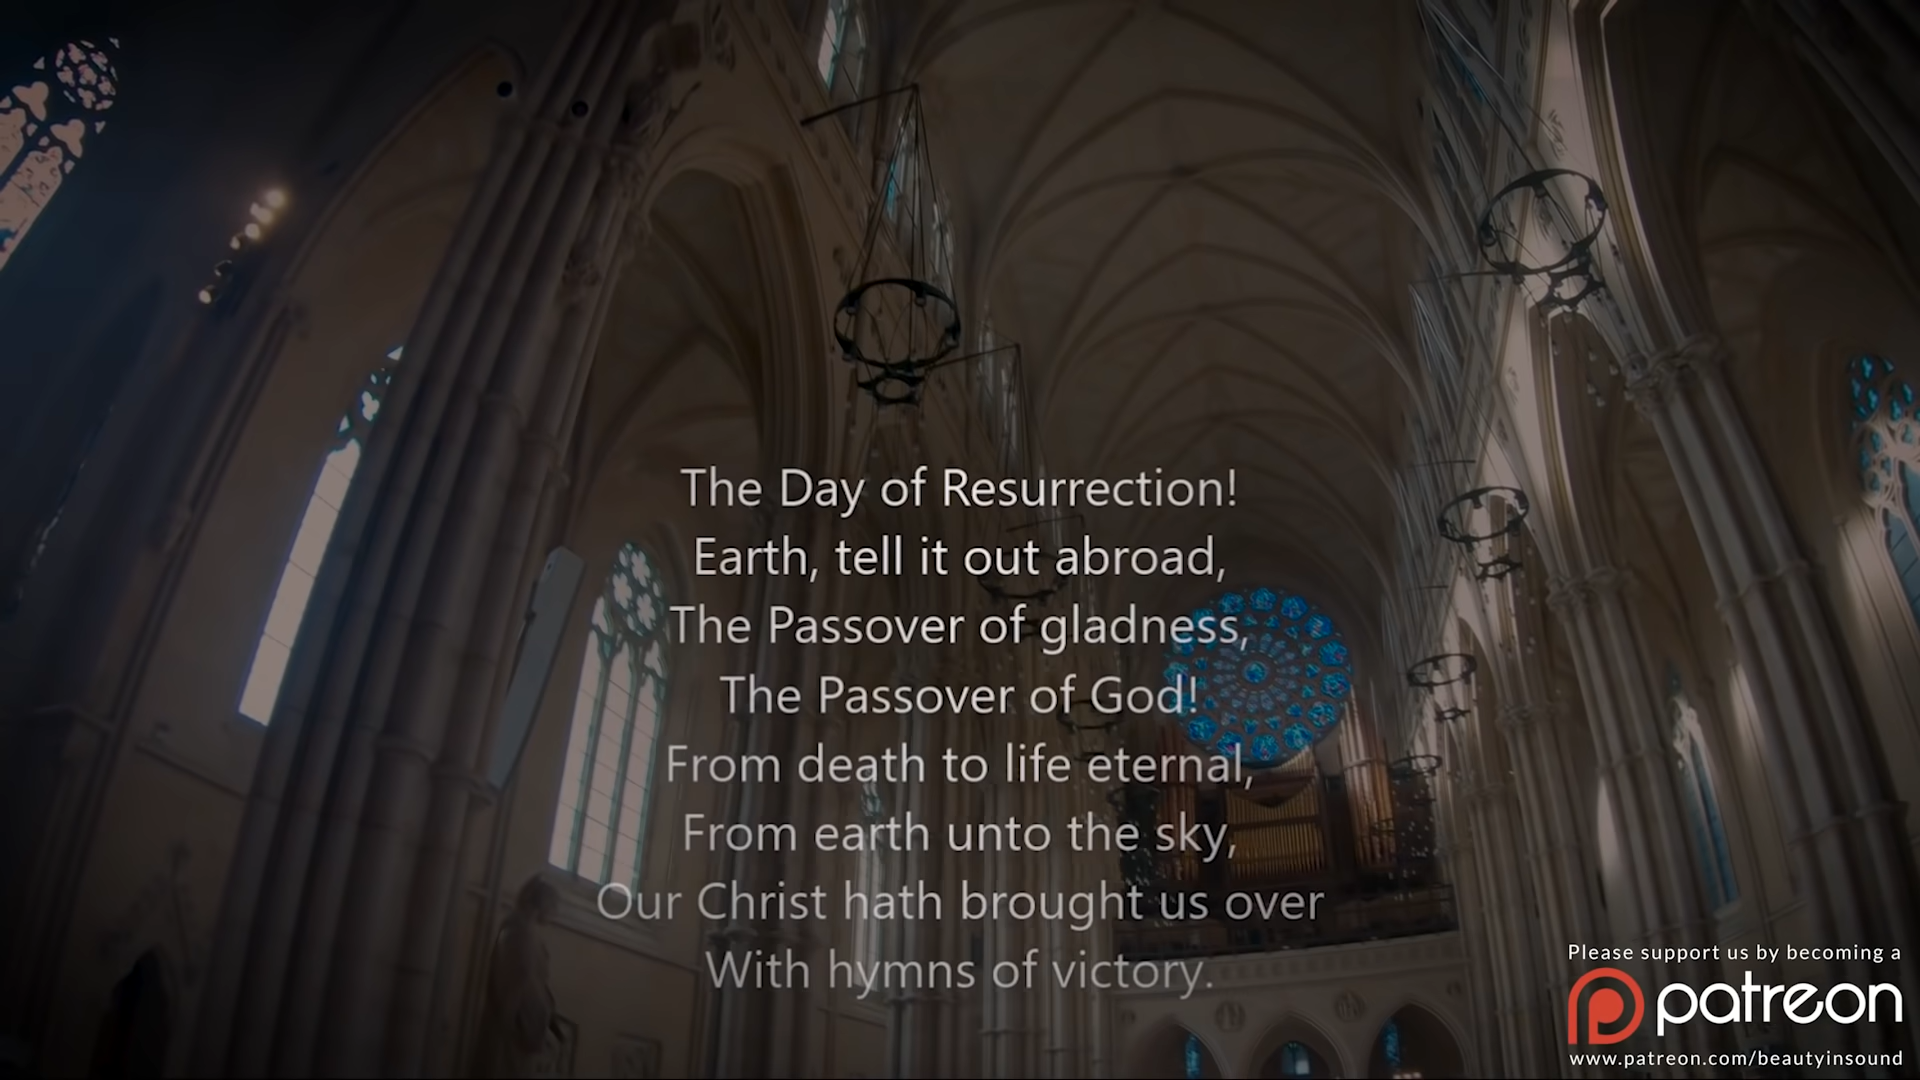 The Day of Resurrection!
Earth, tell it out abroad,
The Passover of gladness,
The Passover of God!
From death to life eternal,
From earth unto the sky,
Our Christ hath brought us over
With hymns of victory.
Please support us by becoming a
patreon
www.patreon.com/beautyinsound